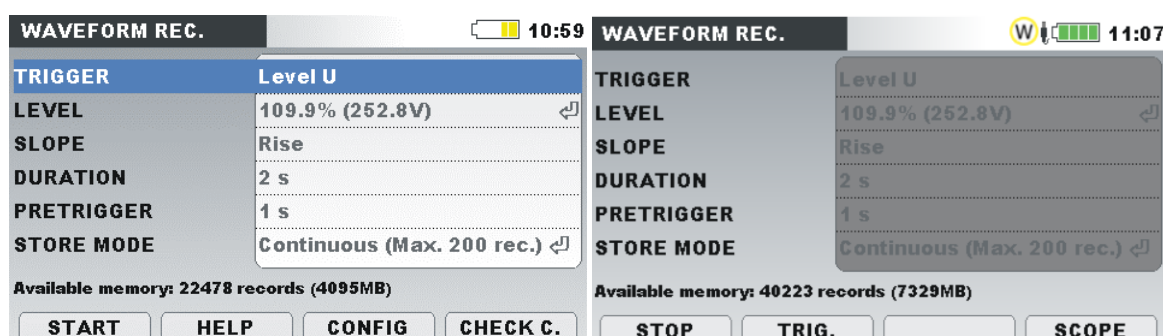 WAVEFORM REC. 10:59
TRIGGER Level U
LEVEL 109.9% (252.8V)
SLOPE Rise
DURATION 2 s
PRETRIGGER 1 s
STORE MODE Continuous (Max. 200 rec.)
Available memory: 22478 records (4095MB)
START HELP CONFIG CHECK C.
WAVEFORM REC. W 11:07
TRIGGER Level U
LEVEL 109.9% (252.8V)
SLOPE Rise
DURATION 2 s
PRETRIGGER 1 s
STORE MODE Continuous (Max. 200 rec.)
Available memory: 40223 records (7329MB)
STOP TRIG. SCOPE